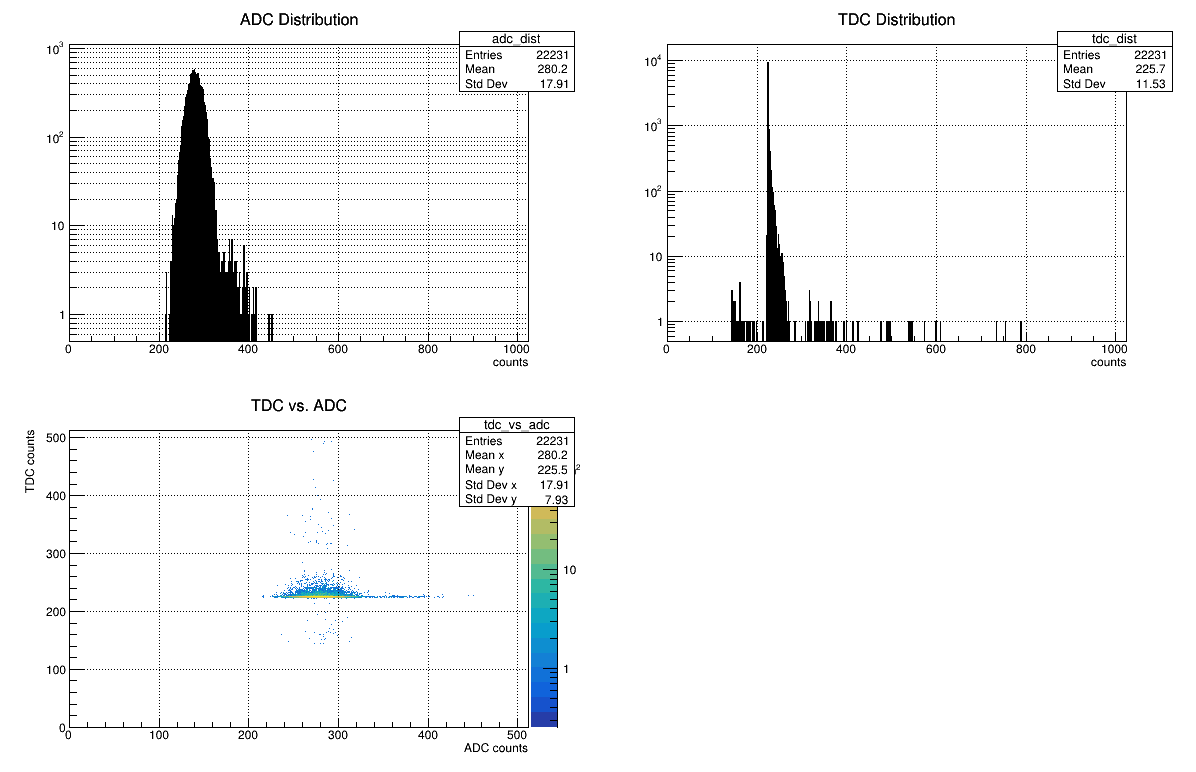 ADC Distribution
adc_dist
Entries 22231
Mean 280.2
Std Dev 17.91
10³
10²
10
1
0 200 400 600 800 1000
counts
TDC Distribution
tdc_dist
Entries 22231
Mean 225.7
Std Dev 11.53
10⁴
10³
10²
10
1
0 200 400 600 800 1000
counts
TDC vs. ADC
tdc_vs_adc
Entries 22231
Mean x 280.2
Mean y 225.5
Std Dev x 17.91
Std Dev y 7.93
TDC counts
500
400
300
200
100
0
0 100 200 300 400 500
ADC counts
10
1